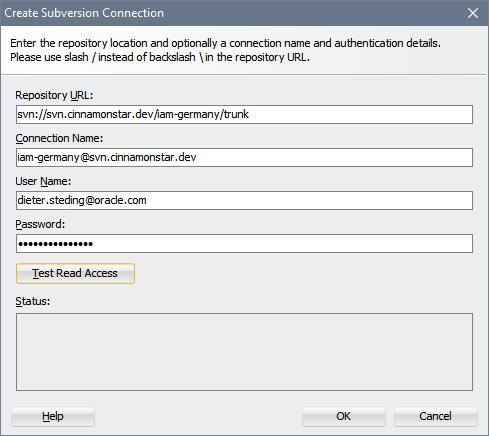 Create Subversion Connection
Enter the repository location and optionally a connection name and authentication details.
Please use slash / instead of backslash \ in the repository URL.
Repository URL:
svn://svn.cinnamonstar.dev/iam-germany/trunk
Connection Name:
iam-germany@svn.cinnamonstar.dev
User Name:
dieter.steding@oracle.com
Password:
•••••••••••••••
Test Read Access
Status:
Help OK Cancel